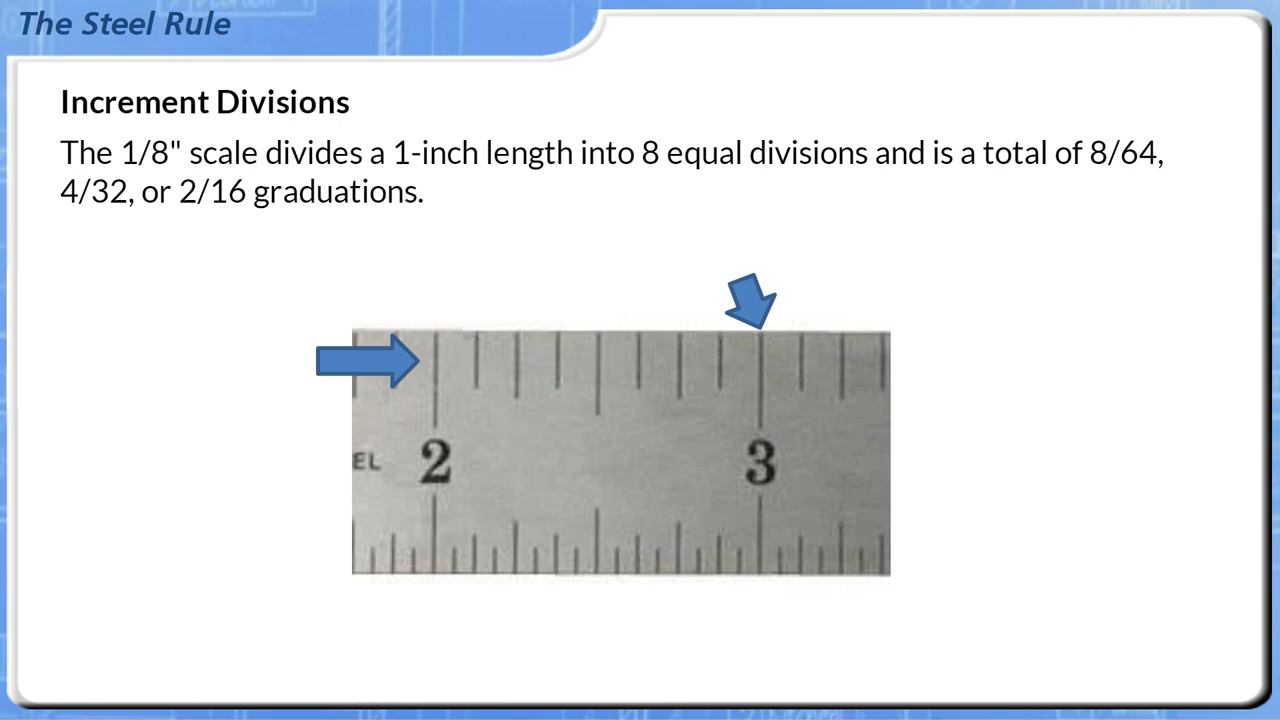 The Steel Rule
Increment Divisions
The 1/8" scale divides a 1-inch length into 8 equal divisions and is a total of 8/64,
4/32, or 2/16 graduations.
EL 2 3